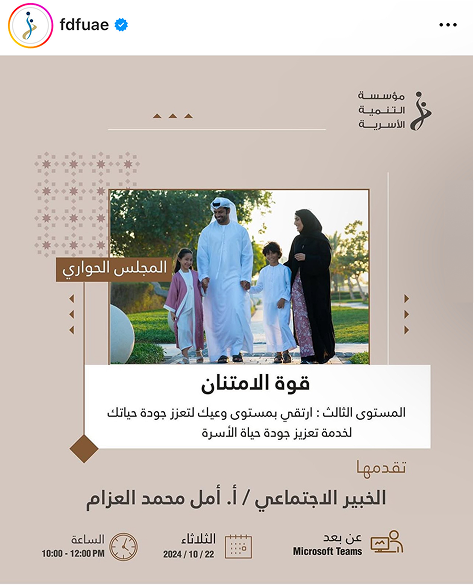 fdfuae
مؤسسة
التنمية
الأسرية
المجلس الحواري
قوة الامتنان
المستوى الثالث : ارتقي بمستوى وعيك لتعزز جودة حياتك
لخدمة تعزيز جودة حياة الأسرة
تقدمها
الخبير الاجتماعي / أ. أمل محمد العزام
عن بعد
Microsoft Teams
الثلاثاء
2024 / 10 / 22
الساعة
10:00 - 12:00 PM